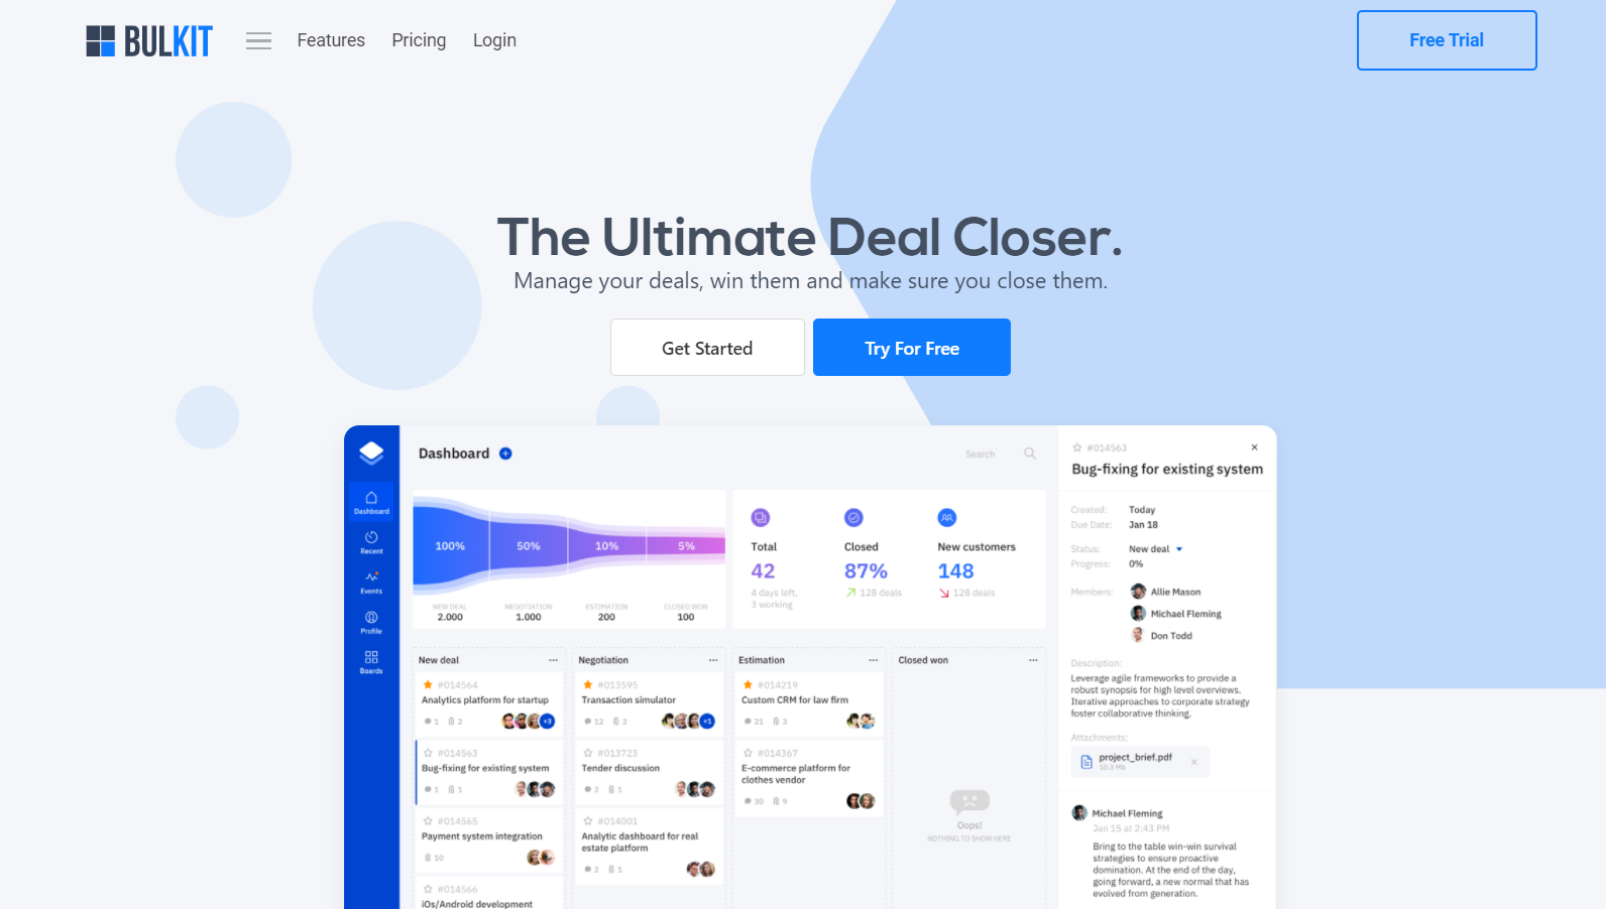 BULKIT
Features
Pricing
Login
Free Trial
The Ultimate Deal Closer.
Manage your deals, win them and make sure you close them.
Get Started
Try For Free
Dashboard
Search
Dashboard
Recent
Events
Profile
Boards
100%
50%
10%
5%
NEW DEAL
NEGOTIATION
ESTIMATION
CLOSED WON
2.000
1.000
200
100
Total
42
4 days left,
3 working
Closed
87%
128 deals
New customers
148
128 deals
New deal
#014564
Analytics platform for startup
1
2
+3
#014563
Bug-fixing for existing system
1
1
#014565
Payment system integration
10
#014566
iOs/Android development
Negotiation
#013595
Transaction simulator
12
2
+1
#013723
Tender discussion
2
1
#014001
Analytic dashboard for real
estate platform
2
1
Estimation
#014219
Custom CRM for law firm
21
3
#014367
E-commerce platform for
clothes vendor
30
9
Closed won
Oops!
NOTHING TO SHOW HERE
#014563
Bug-fixing for existing system
Created: Today
Due Date: Jan 18
Status: New deal
Progress: 0%
Members: Allie Mason
Michael Fleming
Don Todd
Description:
Leverage agile frameworks to provide a
robust synopsis for high level overviews.
Iterative approaches to corporate strategy
foster collaborative thinking.
Attachments:
project_brief.pdf
10.3 Mb
Michael Fleming
Jan 15 at 2:43 PM
Bring to the table win-win survival
strategies to ensure proactive
domination. At the end of the day,
going forward, a new normal that has
evolved from generation.